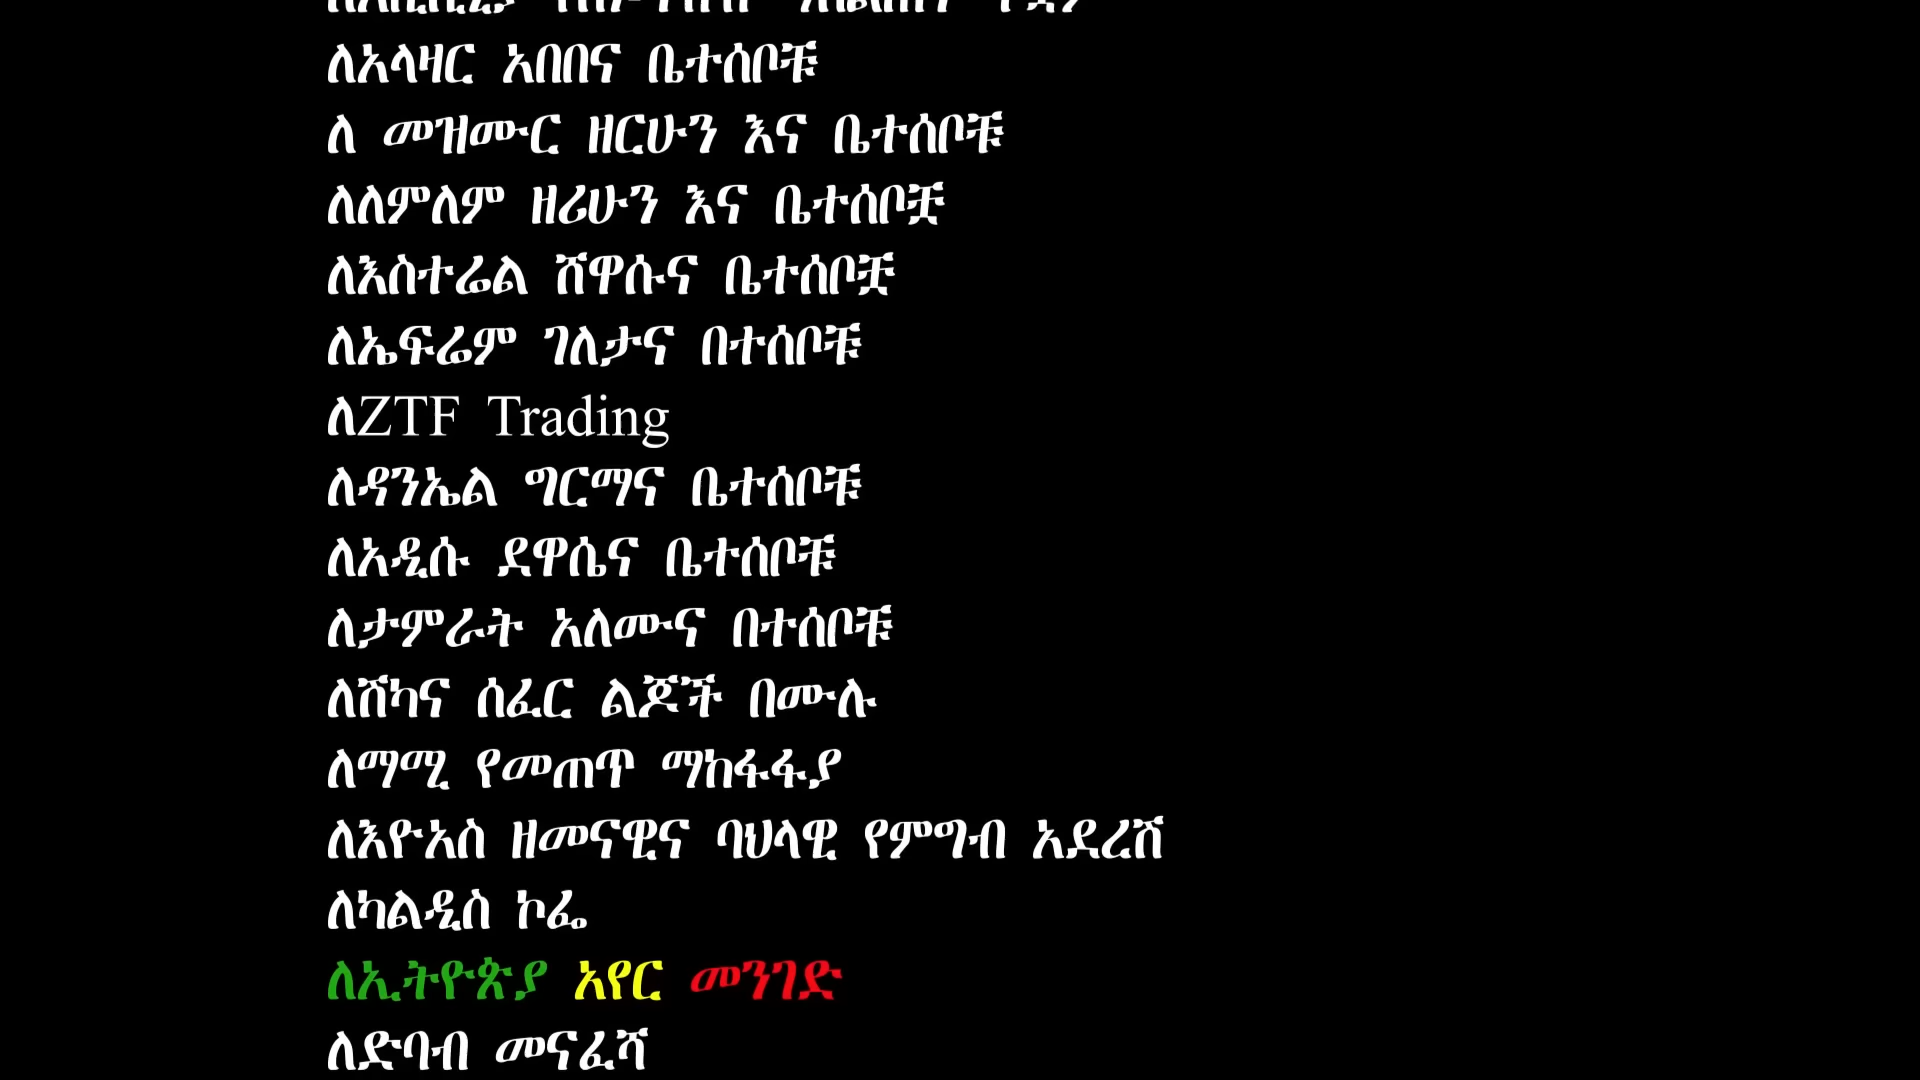 ለአላዛር አበበና ቤተሰቦቹ
ለ መዝሙር ዘርሁን እና ቤተሰቦቹ
ለለምለም ዘሪሁን እና ቤተሰቦቿ
ለእስተሬል ሸዋሱና ቤተሰቦቿ
ለኤፍሬም ገለታና በተሰቦቹ
ለZTF Trading
ለዳንኤል ግርማና ቤተሰቦቹ
ለአዲሱ ደዋሴና ቤተሰቦቹ
ለታምራት አለሙና በተሰቦቹ
ለሸካና ሰፈር ልጆች በሙሉ
ለማሚ የመጠጥ ማከፋፋያ
ለእዮአስ ዘመናዊና ባህላዊ የምግብ አደረሽ
ለካልዲስ ኮፌ
ለኢትዮጵያ አየር መንገድ
ለድባብ መናፈሻ